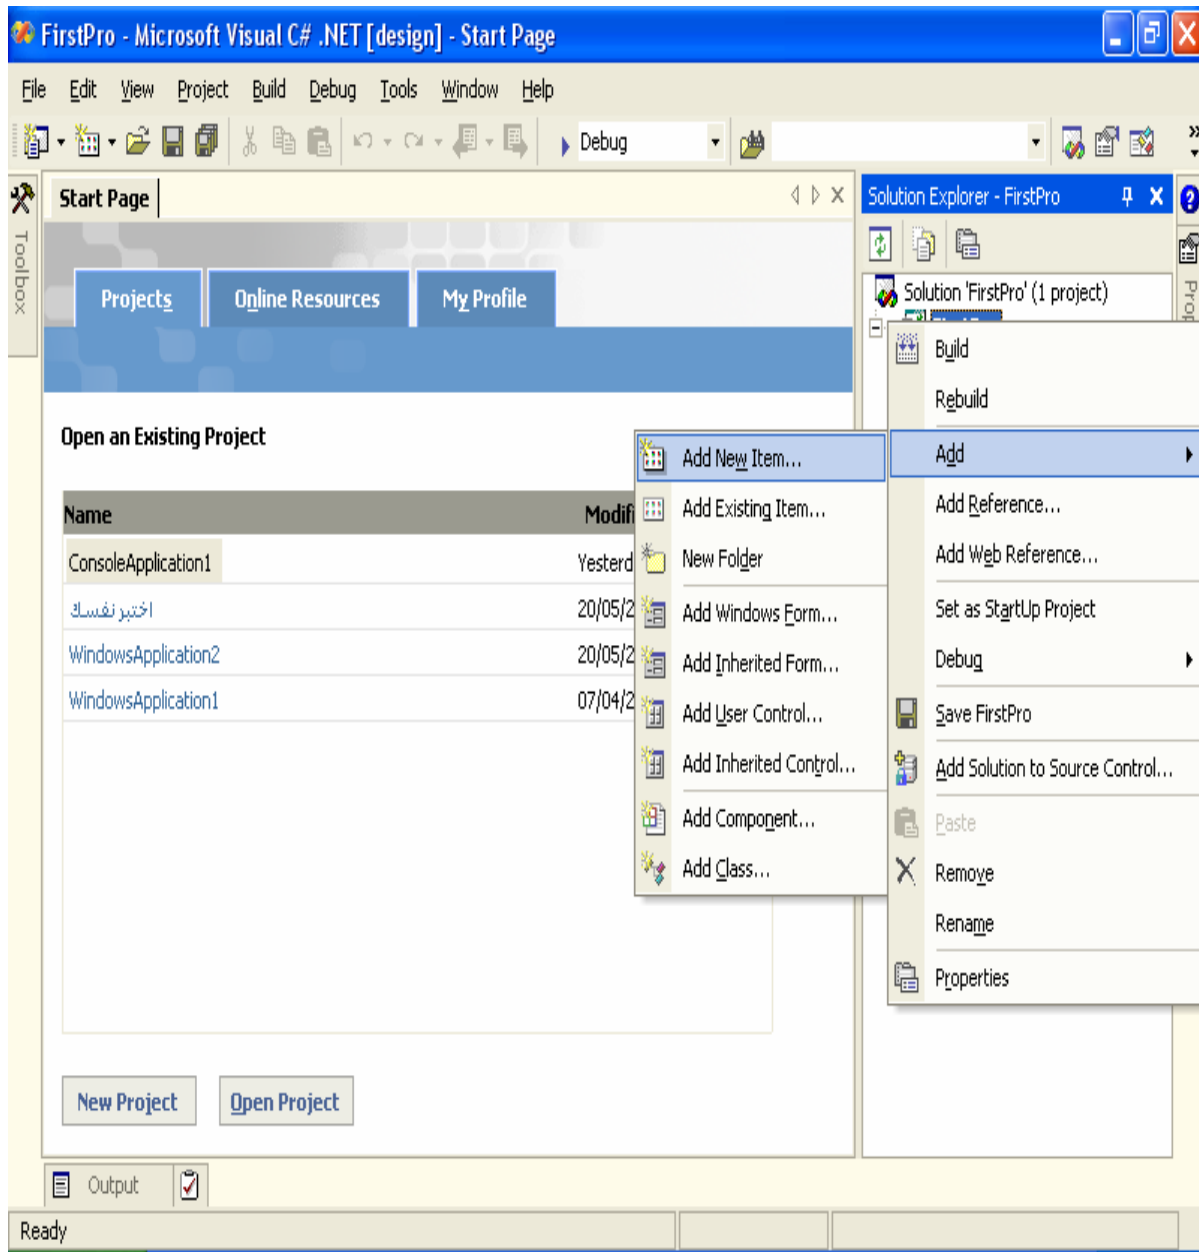 FirstPro - Microsoft Visual C# .NET [design] - Start Page
File Edit View Project Build Debug Tools Window Help
Debug
Toolbox
Start Page
Projects Online Resources My Profile
Open an Existing Project
Name Modifi
ConsoleApplication1 Yesterd
اختبر نفسك 20/05/2
WindowsApplication2 20/05/2
WindowsApplication1 07/04/2
New Project Open Project
Solution Explorer - FirstPro
Solution 'FirstPro' (1 project)
Prop
Build
Rebuild
Add
Add Reference...
Add Web Reference...
Set as StartUp Project
Debug
Save FirstPro
Add Solution to Source Control...
Paste
Remove
Rename
Properties
Add New Item...
Add Existing Item...
New Folder
Add Windows Form...
Add Inherited Form...
Add User Control...
Add Inherited Control...
Add Component...
Add Class...
Output
Ready